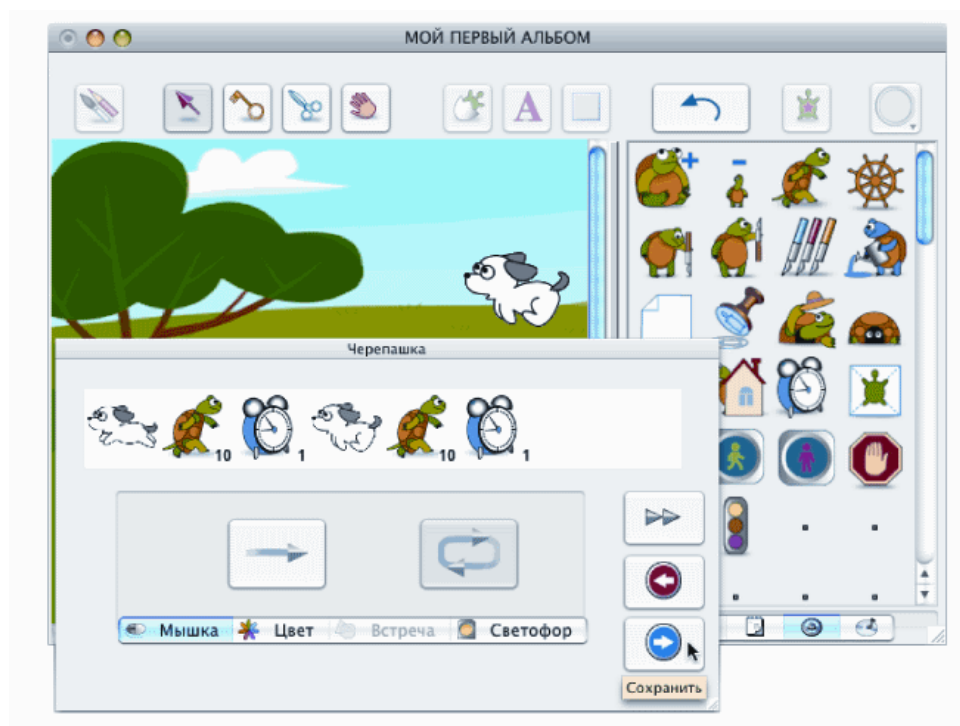 МОЙ ПЕРВЫЙ АЛЬБОМ
A
+
-
Черепашка
10 1 10 1
Мышка Цвет Встреча Светофор
Сохранить